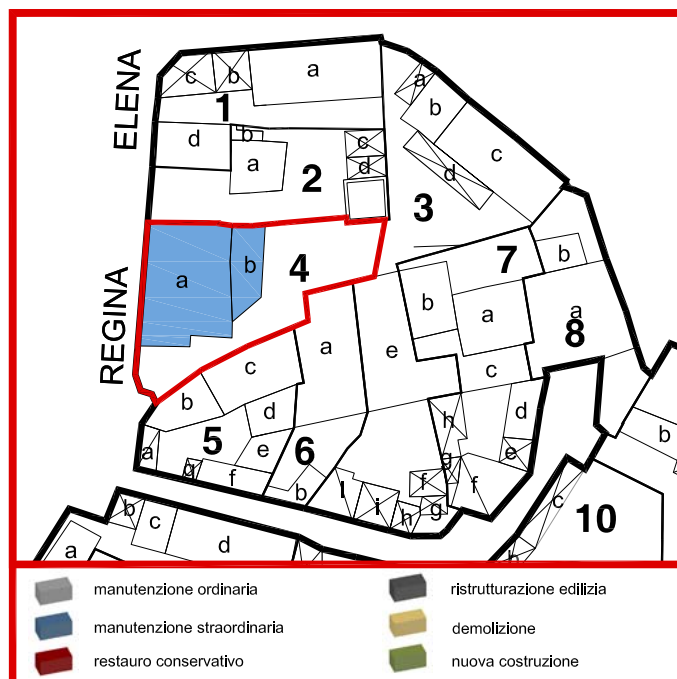 ELENA
REGINA
c b a
1
d b a
2
c
d
a
b
c
d
3
a b
4
7
b
b a
a
8
c
e
a
c
b
d
a
5
e
g f
6
b
h
g
f
f
g
h
i
l
d
e
b
c
10
h
b c d
a
manutenzione ordinaria
manutenzione straordinaria
restauro conservativo
ristrutturazione edilizia
demolizione
nuova costruzione